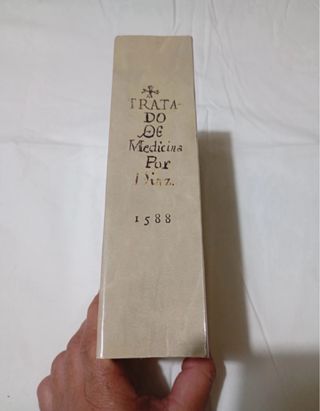 TRATA-
DO
DE
Medicina
Por
Diaz.
1588